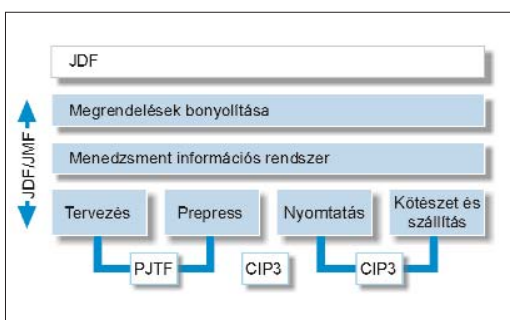 JDF
JDF/JMF
Megrendelések bonyolítása
Menedzsment információs rendszer
Tervezés
Prepress
Nyomtatás
Kötészet és
szállítás
PJTF
CIP3
CIP3